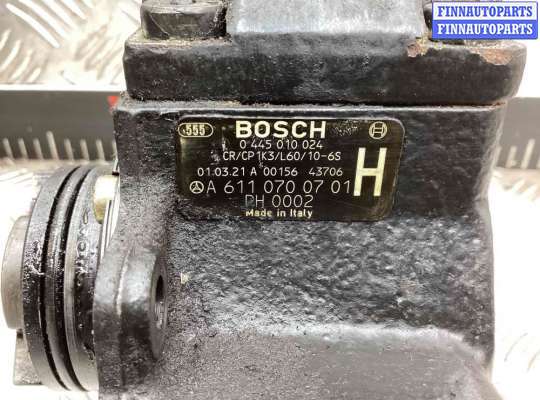 FINNAUTOPARTS
FINNAUTOPARTS
555 BOSCH
0 445 010 024
CR/CP1K3/L60/10-6S
01.03.21 A 00156 43706
A 611 070 07 01 H
PH 0002
Made in Italy